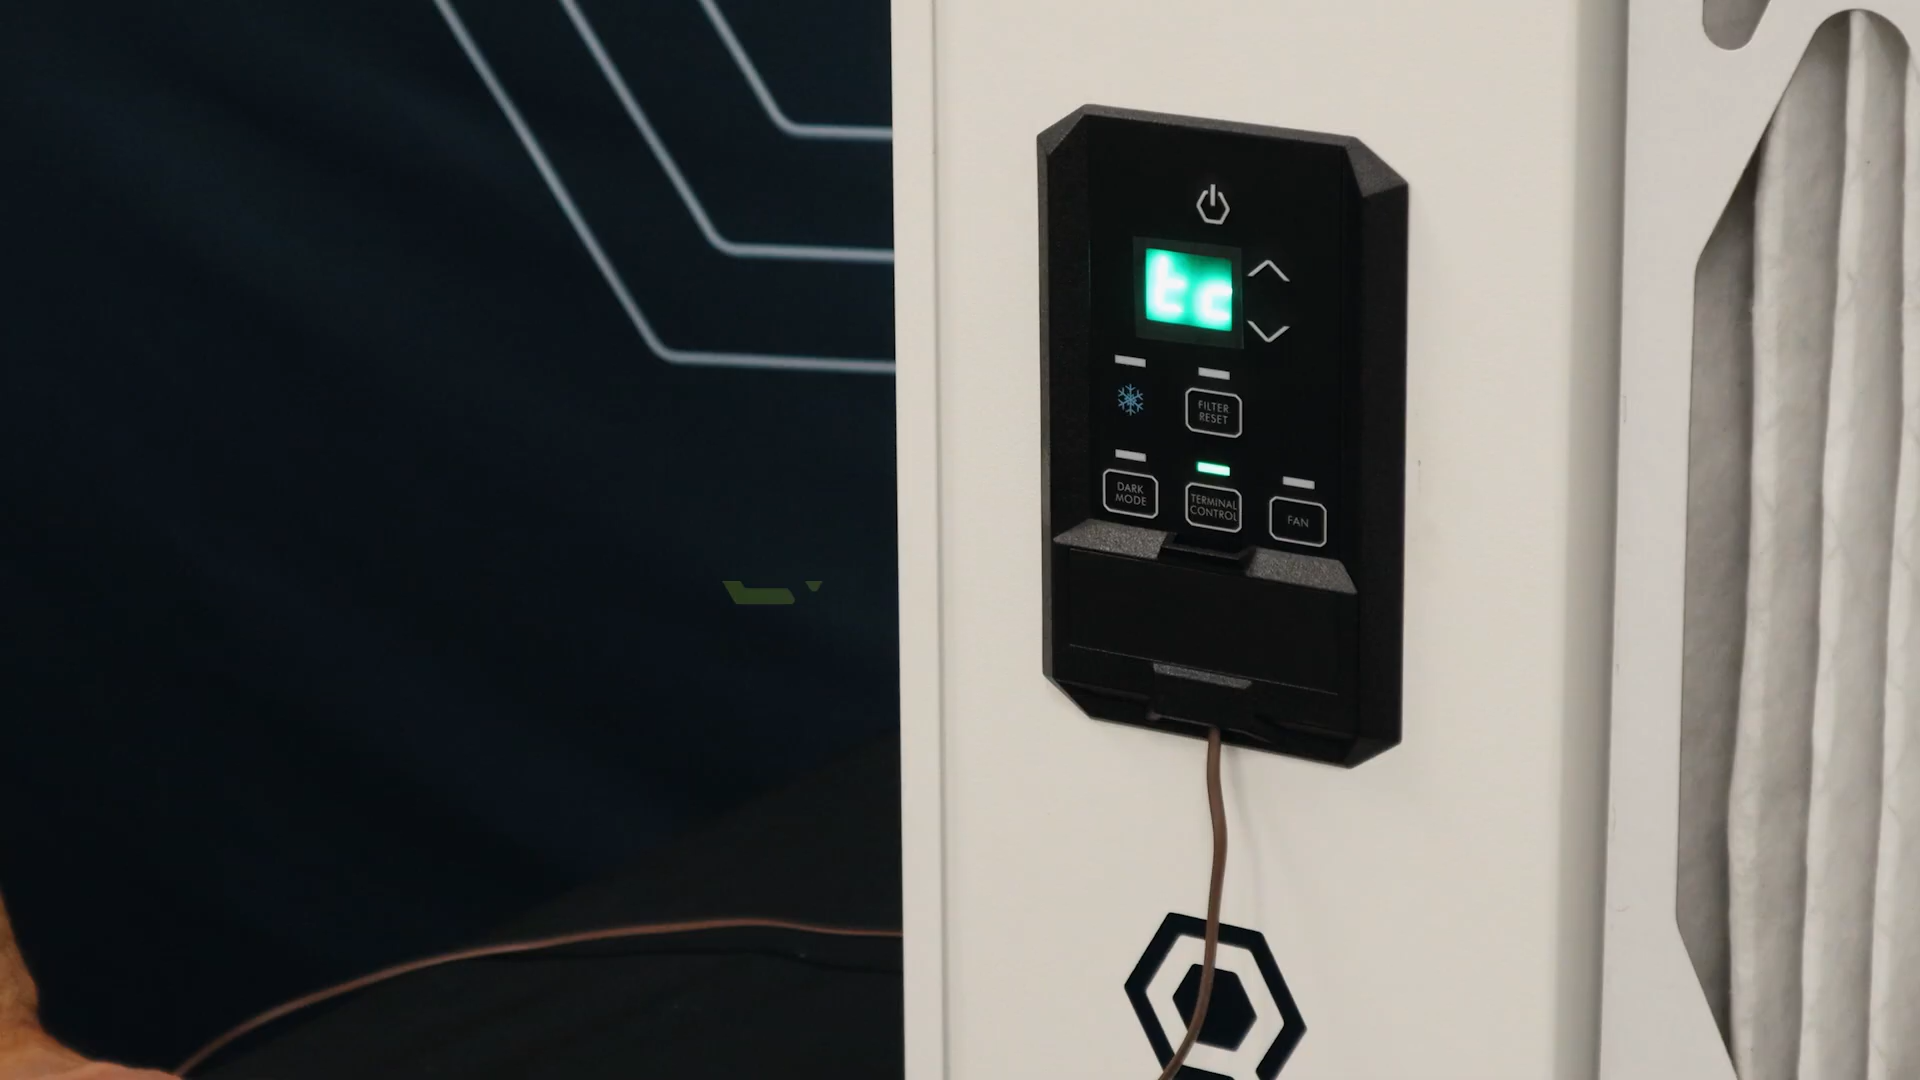 tc
FILTER
RESET
DARK
MODE
TERMINAL
CONTROL
FAN